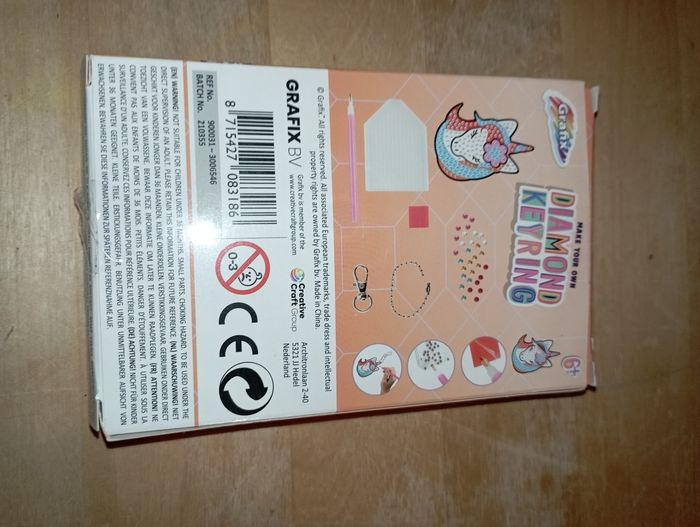 Grafix
MAKE YOUR OWN
DIAMOND
KEYRING
6+
© Grafix™ All rights reserved. All associated European trademarks, trade dress and intellectual
property rights are owned by Grafix bv. Made in China.
GRAFIX BV
Grafix bv is member of the
www.creativecraftgroup.com
Creative
Craft Group
Architronlaan 2-40
5321 JJ Hedel
Nederland
8 715427 083186
0-3
CE
REF No. 900031-3006546
BATCH No. 210355
(EN) WARNING! NOT SUITABLE FOR CHILDREN UNDER 36 MONTHS. SMALL PARTS. CHOKING HAZARD. TO BE USED UNDER THE
DIRECT SUPERVISION OF AN ADULT. PLEASE RETAIN THIS INFORMATION FOR FUTURE REFERENCE. (NL) WAARSCHUWING! NIET
GESCHIKT VOOR KINDEREN JONGER DAN 36 MAANDEN. KLEINE ONDERDELEN. VERSTIKKINGSGEVAAR. GEBRUIKEN ONDER DIRECT
TOEZICHT VAN EEN VOLWASSENE. BEWAAR DEZE INFORMATIE OM LATER TE KUNNEN RAADPLEGEN. (FR) ATTENTION! NE
CONVIENT PAS AUX ENFANTS DE MOINS DE 36 MOIS. PETITS ÉLÉMENTS. DANGER D'ÉTOUFFEMENT. À UTILISER SOUS LA
SURVEILLANCE D'UN ADULTE. CONSERVEZ CES INFORMATIONS POUR RÉFÉRENCE ULTÉRIEURE. (DE) ACHTUNG! NICHT FÜR KINDER
UNTER 36 MONATEN GEEIGNET. KLEINE TEILE. ERSTICKUNGSGEFAHR. BENUTZUNG UNTER UNMITTELBARER AUFSICHT VON
ERWACHSENEN. BEWAHREN SIE DIESE INFORMATIONEN ZUR SPÄTEREN REFERENZNAHME AUF.